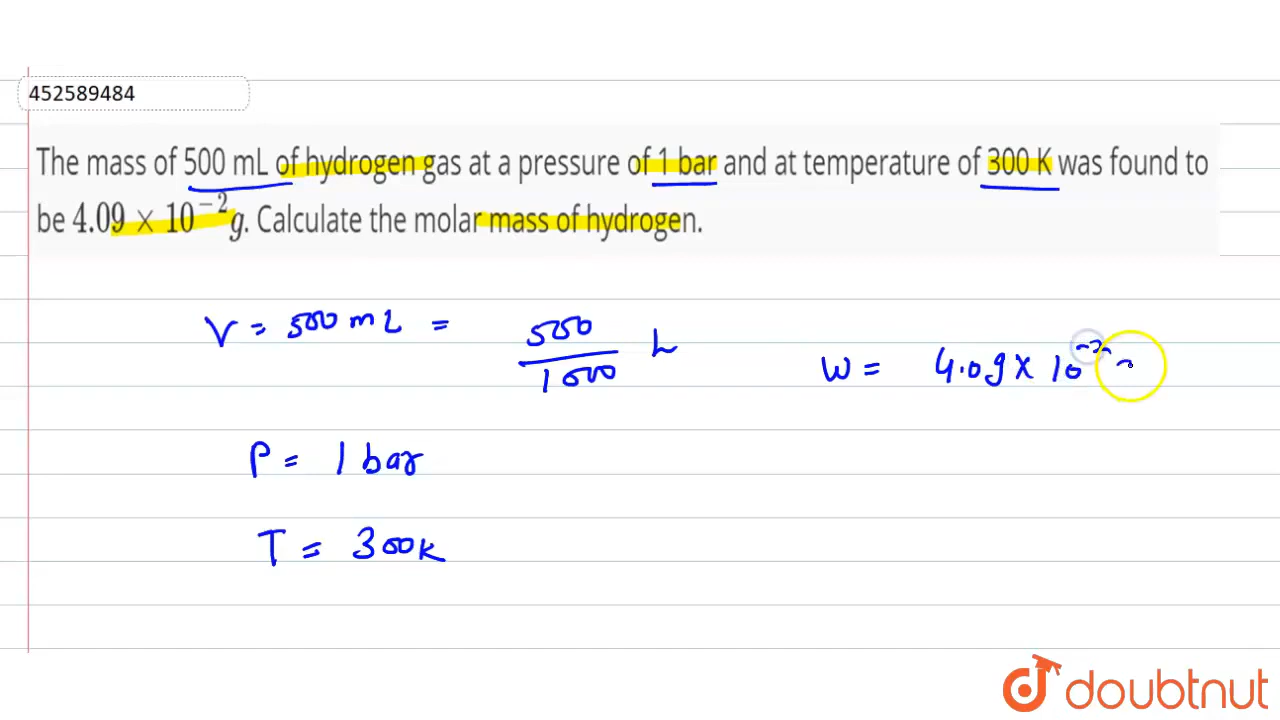 452589484
The mass of 500 mL of hydrogen gas at a pressure of 1 bar and at temperature of 300 K was found to
be 4.09 × 10⁻² g. Calculate the molar mass of hydrogen.
V = 500 mL = 500/1000 L
W = 4.09 × 10⁻²
P = 1 bar
T = 300K
doubtnut